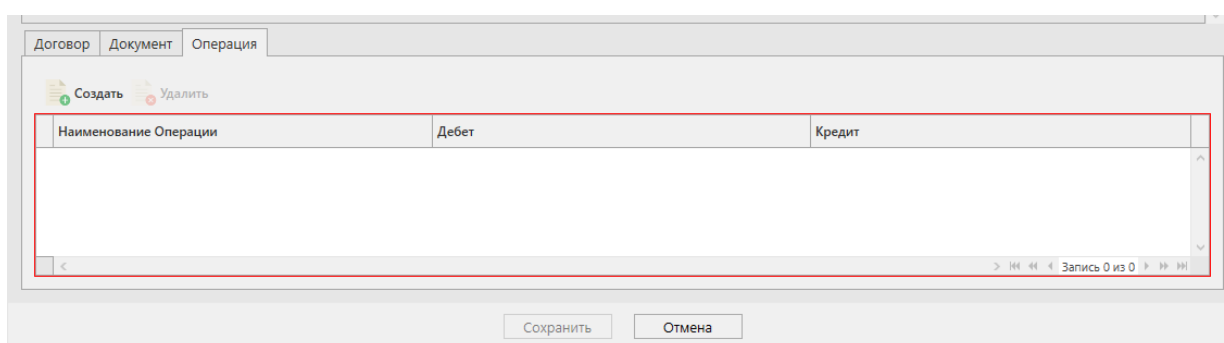 Договор Документ Операция
Создать Удалить
Наименование Операции Дебет Кредит
Запись 0 из 0
Сохранить Отмена